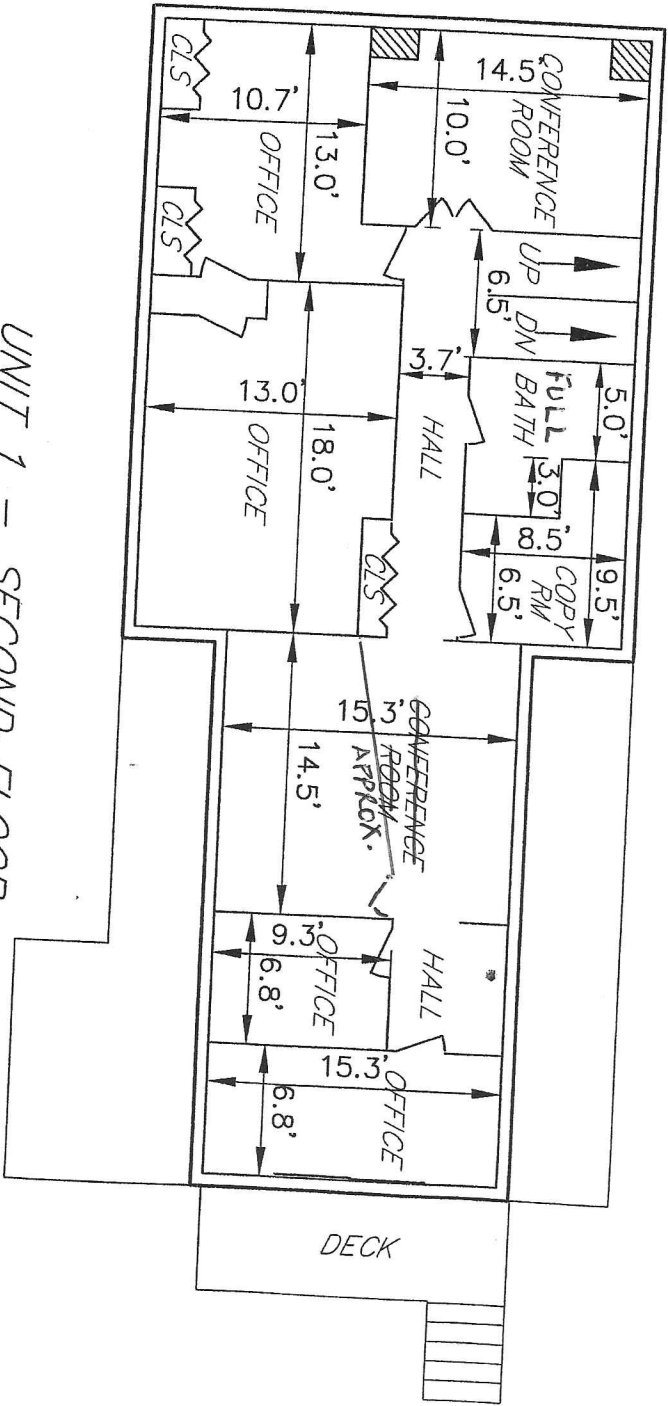 CLS
10.7'
13.0'
OFFICE
CLS
14.5'
CONFERENCE
ROOM
10.0'
UP
DN
6.5'
3.7'
HALL
FULL
BATH
5.0'
3.0'
8.5'
6.5'
COPY
RM
9.5'
13.0'
18.0'
OFFICE
CLS
15.3'
CONFERENCE
ROOM
APPROX.
14.5'
9.3'
OFFICE
6.8'
HALL
15.3'
OFFICE
6.8'
DECK
UNIT 1 - SECOND FLOOR